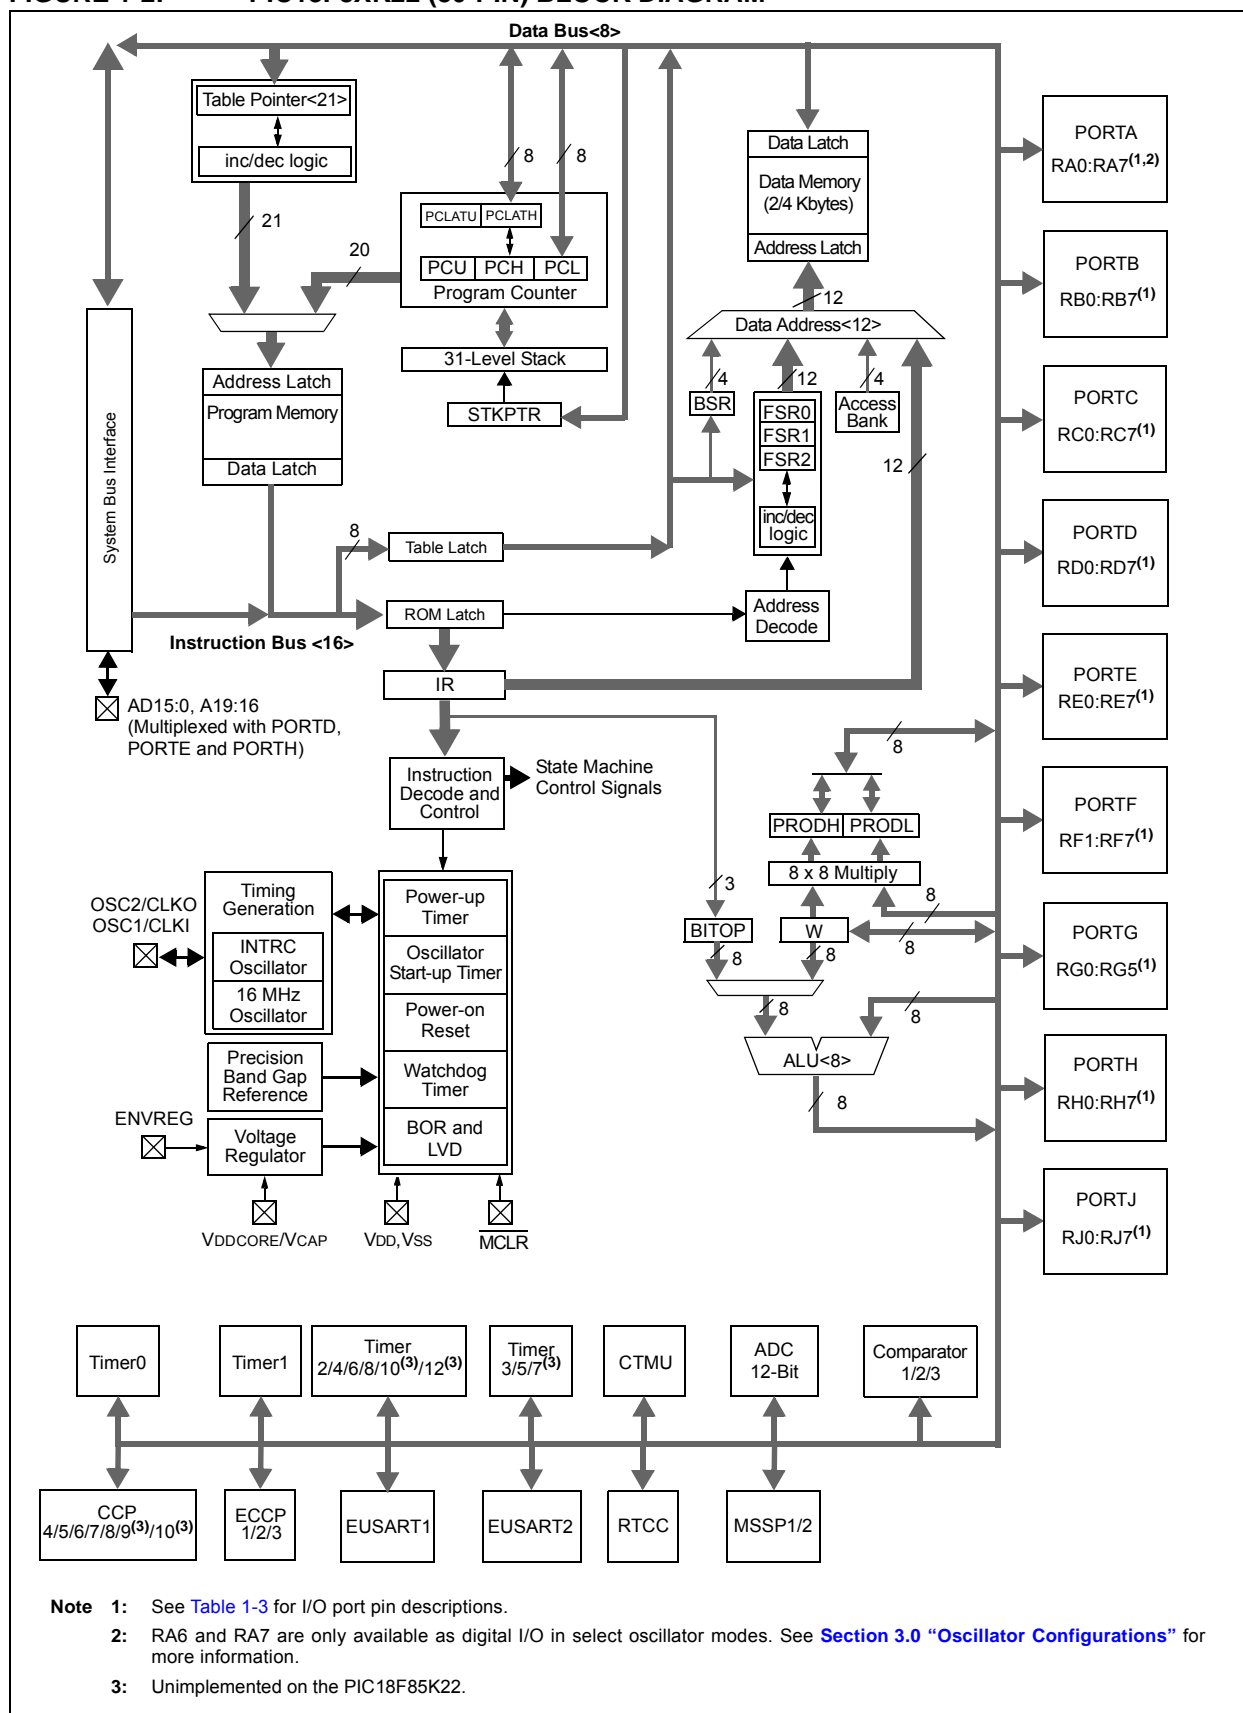 Data Bus<8>
Table Pointer<21>
inc/dec logic
21
20
8
8
PCLATU
PCLATH
PCU
PCH
PCL
Program Counter
31-Level Stack
STKPTR
Data Latch
Data Memory
(2/4 Kbytes)
Address Latch
12
Data Address<12>
4
12
4
BSR
FSR0
FSR1
FSR2
inc/dec
logic
Access
Bank
12
Address
Decode
System Bus Interface
Address Latch
Program Memory
Data Latch
8
Table Latch
ROM Latch
Instruction Bus <16>
IR
AD15:0, A19:16
(Multiplexed with PORTD,
PORTE and PORTH)
Instruction
Decode and
Control
State Machine
Control Signals
8
PRODH
PRODL
8 x 8 Multiply
3
8
BITOP
W
8
8
8
8
8
ALU<8>
8
OSC2/CLKO
OSC1/CLKI
Timing
Generation
INTRC
Oscillator
16 MHz
Oscillator
Precision
Band Gap
Reference
ENVREG
Voltage
Regulator
Power-up
Timer
Oscillator
Start-up Timer
Power-on
Reset
Watchdog
Timer
BOR and
LVD
VDDCORE/VCAP
VDD,VSS
MCLR
PORTA
RA0:RA7(1,2)
PORTB
RB0:RB7(1)
PORTC
RC0:RC7(1)
PORTD
RD0:RD7(1)
PORTE
RE0:RE7(1)
PORTF
RF1:RF7(1)
PORTG
RG0:RG5(1)
PORTH
RH0:RH7(1)
PORTJ
RJ0:RJ7(1)
Timer0
Timer1
Timer
2/4/6/8/10(3)/12(3)
Timer
3/5/7(3)
CTMU
ADC
12-Bit
Comparator
1/2/3
CCP
4/5/6/7/8/9(3)/10(3)
ECCP
1/2/3
EUSART1
EUSART2
RTCC
MSSP1/2
Note 1: See Table 1-3 for I/O port pin descriptions.
2: RA6 and RA7 are only available as digital I/O in select oscillator modes. See Section 3.0 “Oscillator Configurations” for
more information.
3: Unimplemented on the PIC18F85K22.